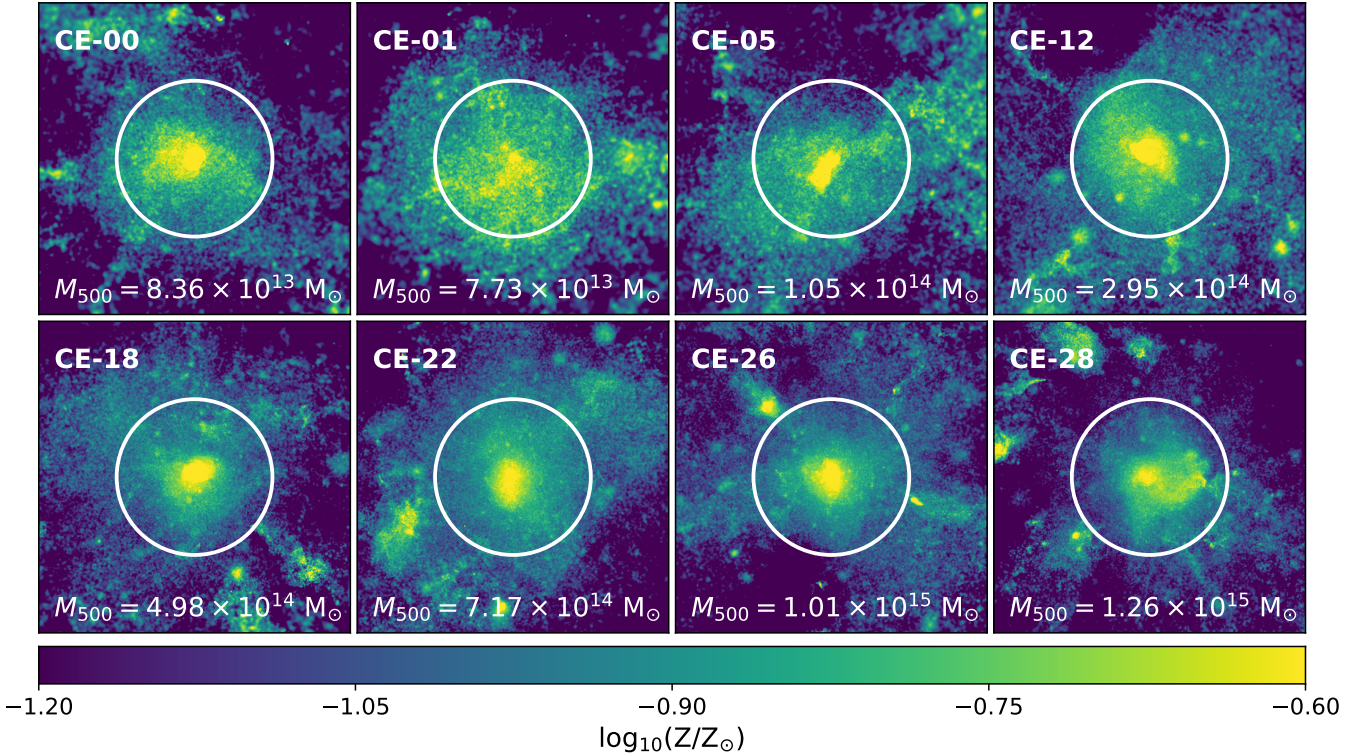 CE-00
CE-01
CE-05
CE-12
M500 = 8.36 × 10^13 M⊙
M500 = 7.73 × 10^13 M⊙
M500 = 1.05 × 10^14 M⊙
M500 = 2.95 × 10^14 M⊙
CE-18
CE-22
CE-26
CE-28
M500 = 4.98 × 10^14 M⊙
M500 = 7.17 × 10^14 M⊙
M500 = 1.01 × 10^15 M⊙
M500 = 1.26 × 10^15 M⊙
−1.20
−1.05
−0.90
−0.75
−0.60
log10(Z/Z⊙)